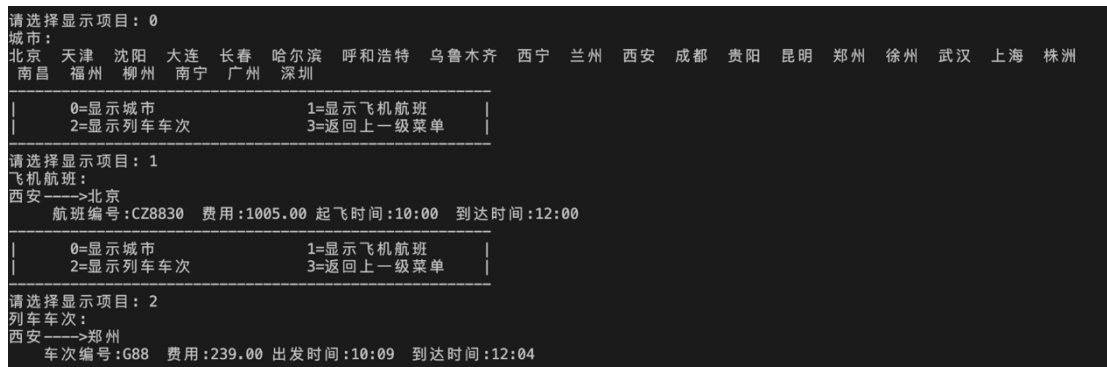 请选择显示项目: 0
城市:
北京 天津 沈阳 大连 长春 哈尔滨 呼和浩特 乌鲁木齐 西宁 兰州 西安 成都 贵阳 昆明 郑州 徐州 武汉 上海 株洲
南昌 福州 柳州 南宁 广州 深圳
-------------------------------------------------------
| 0=显示城市 1=显示飞机航班 |
| 2=显示列车车次 3=返回上一级菜单 |
-------------------------------------------------------
请选择显示项目: 1
飞机航班:
西安---->北京
航班编号:CZ8830 费用:1005.00 起飞时间:10:00 到达时间:12:00
-------------------------------------------------------
| 0=显示城市 1=显示飞机航班 |
| 2=显示列车车次 3=返回上一级菜单 |
-------------------------------------------------------
请选择显示项目: 2
列车车次:
西安---->郑州
车次编号:G88 费用:239.00 出发时间:10:09 到达时间:12:04